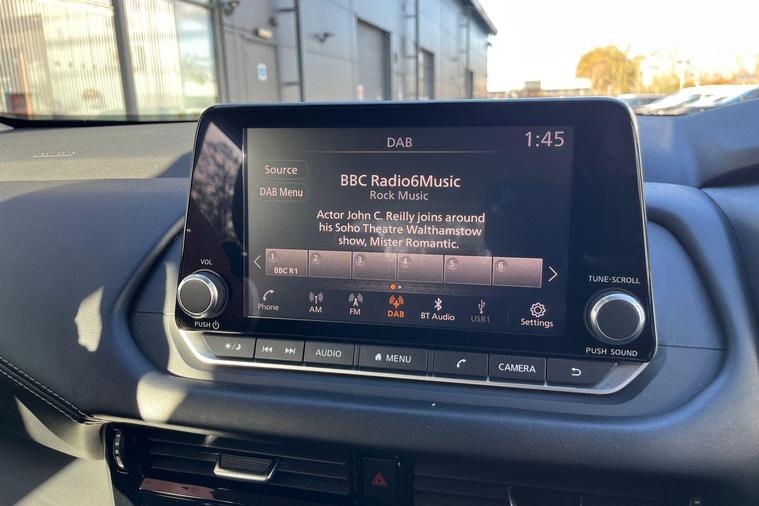 DAB
1:45
Source
BBC Radio6Music
Rock Music
DAB Menu
Actor John C. Reilly joins around
his Soho Theatre Walthamstow
show, Mister Romantic.
1 2 3 4 5 6
BBC R1
Phone
AM
FM
DAB
BT Audio
USB1
Settings
VOL
PUSH
TUNE·SCROLL
PUSH SOUND
AUDIO
MENU
CAMERA